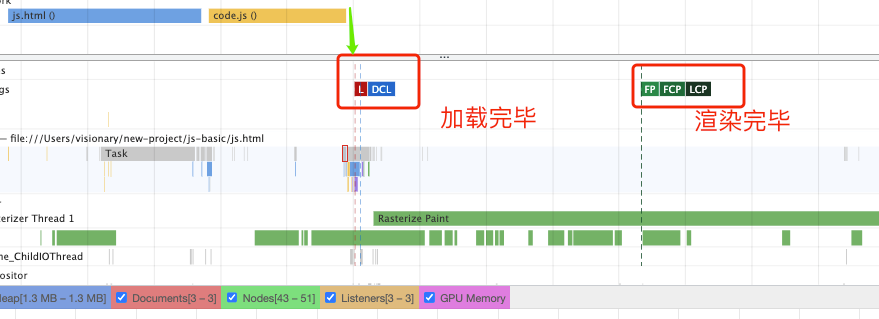 rk
js.html ()
code.js ()
...
s
gs
L DCL
FP FCP LCP
加载完毕
渲染完毕
— file:///Users/visionary/new-project/js-basic/js.html
Task
terizer Thread 1
Rasterize Paint
ne_ChildIOThread
ositor
Heap[1.3 MB – 1.3 MB] Documents[3 – 3] Nodes[43 – 51] Listeners[3 – 3] GPU Memory